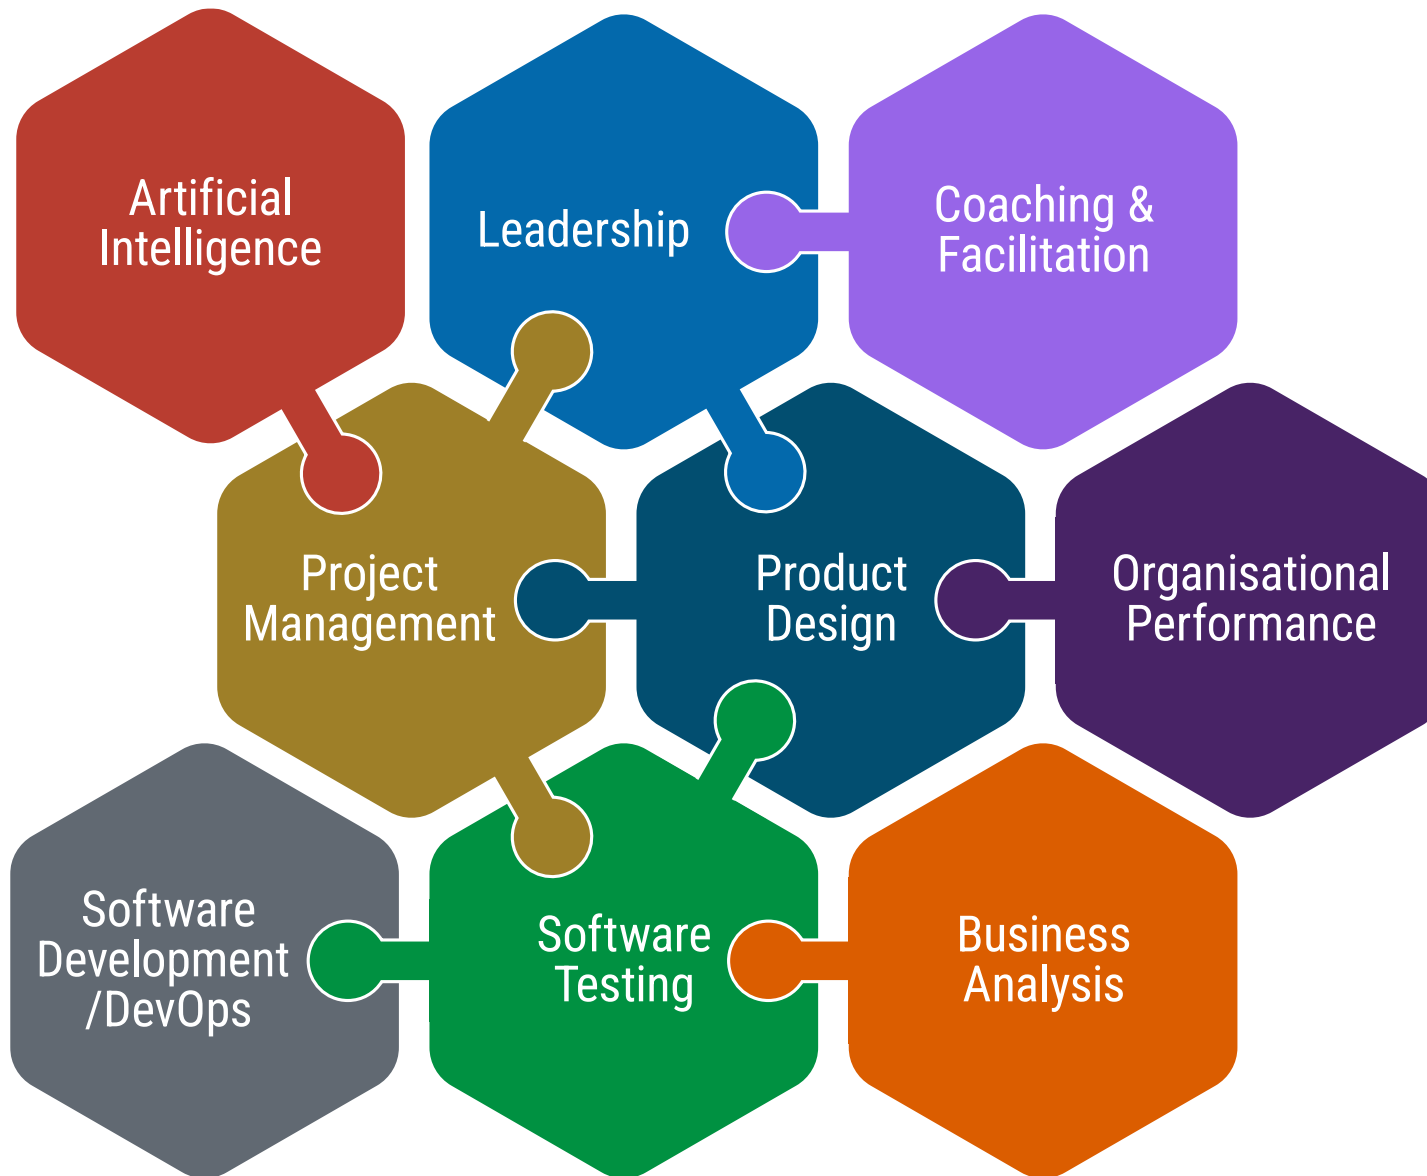 Artificial
Intelligence
Leadership
Coaching &
Facilitation
Project
Management
Product
Design
Organisational
Performance
Software
Development
/DevOps
Software
Testing
Business
Analysis